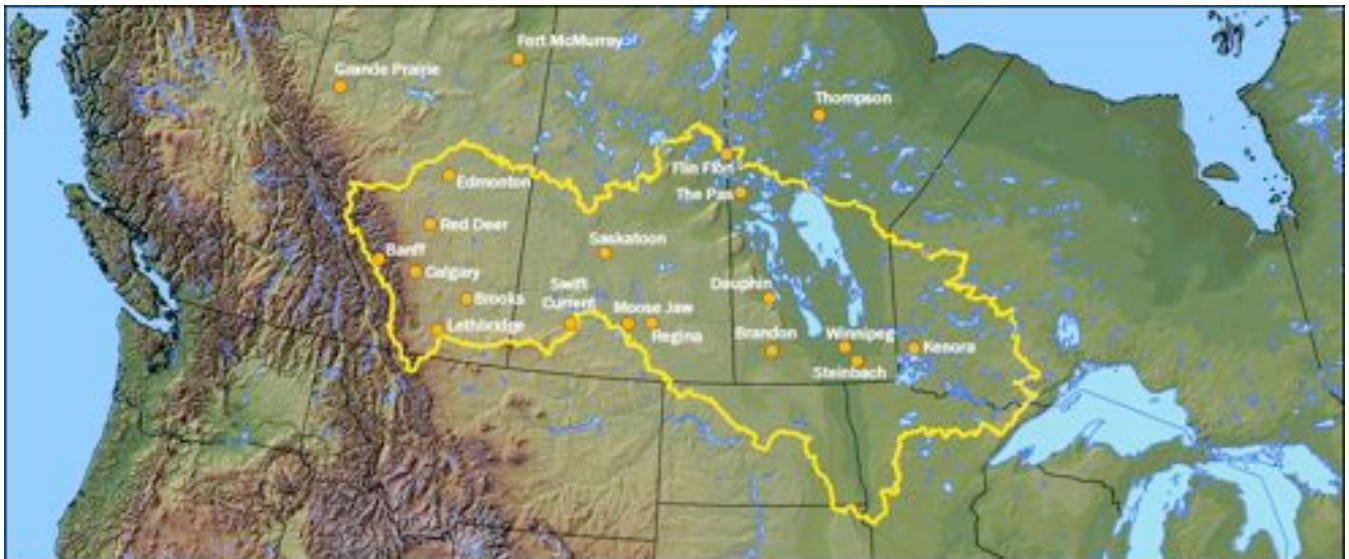 Fort McMurray
Grande Prairie
Thompson
Flin Flon
Edmonton
The Pas
Red Deer
Saskatoon
Banff
Calgary
Swift
Current
Brooks
Dauphin
Moose Jaw
Lethbridge
Regina
Brandon
Winnipeg
Kenora
Steinbach